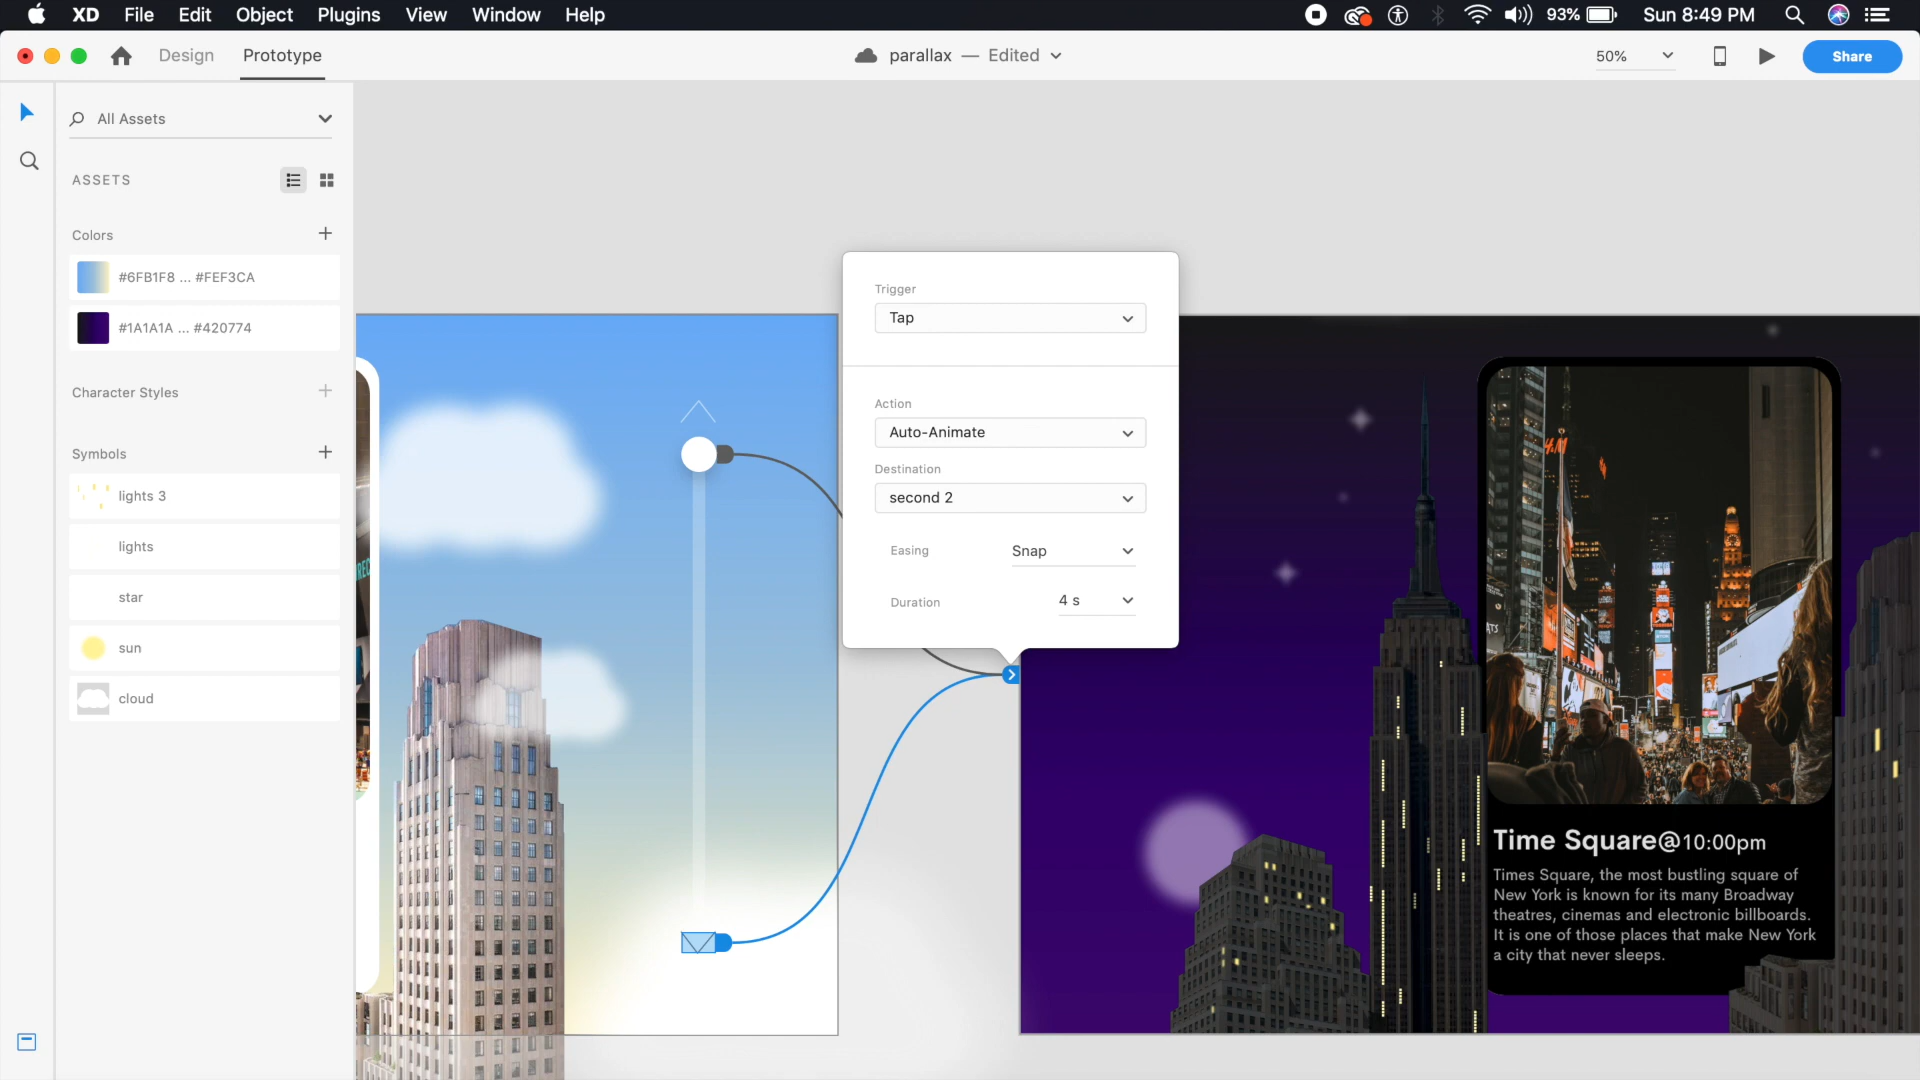 XD File Edit Object Plugins View Window Help
93% Sun 8:49 PM
Design Prototype
parallax — Edited
50%
Share
All Assets
ASSETS
Colors
#6FB1F8 ... #FEF3CA
#1A1A1A ... #420774
Character Styles
Symbols
lights 3
lights
star
sun
cloud
Trigger
Tap
Action
Auto-Animate
Destination
second 2
Easing Snap
Duration 4 s
H&M
Time Square@10:00pm
Times Square, the most bustling square of
New York is known for its many Broadway
theatres, cinemas and electronic billboards.
It is one of those places that make New York
a city that never sleeps.